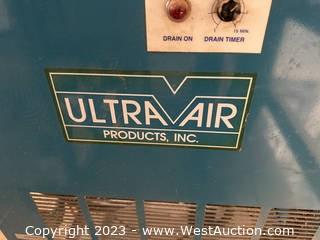 DRAIN ON DRAIN TIMER
15 MIN.
ULTRA AIR
PRODUCTS, INC.
Copyright 2023 - www.WestAuction.com